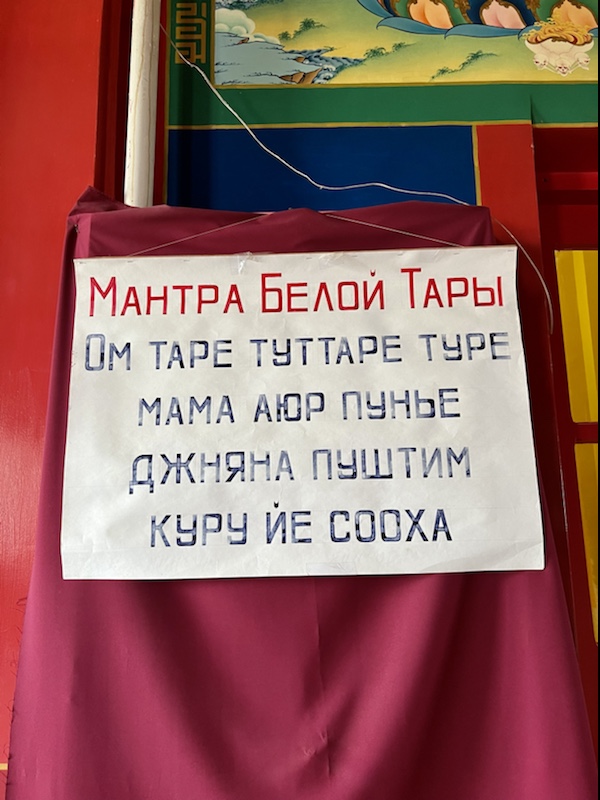 Мантра Белой Тары
Ом таре туттаре туре
мама аюр пунье
джняна пуштим
куру йе сооха